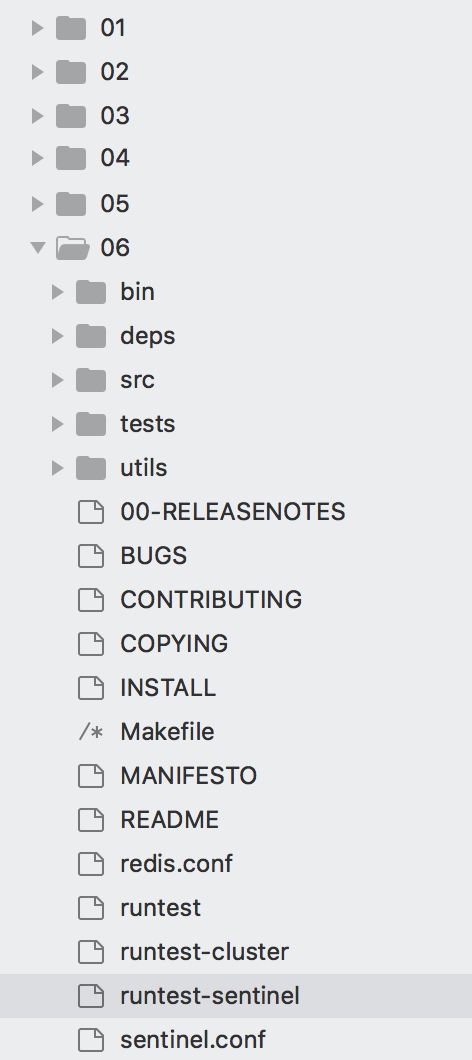 01
02
03
04
05
06
bin
deps
src
tests
utils
00-RELEASENOTES
BUGS
CONTRIBUTING
COPYING
INSTALL
/* Makefile
MANIFESTO
README
redis.conf
runtest
runtest-cluster
runtest-sentinel
sentinel.conf